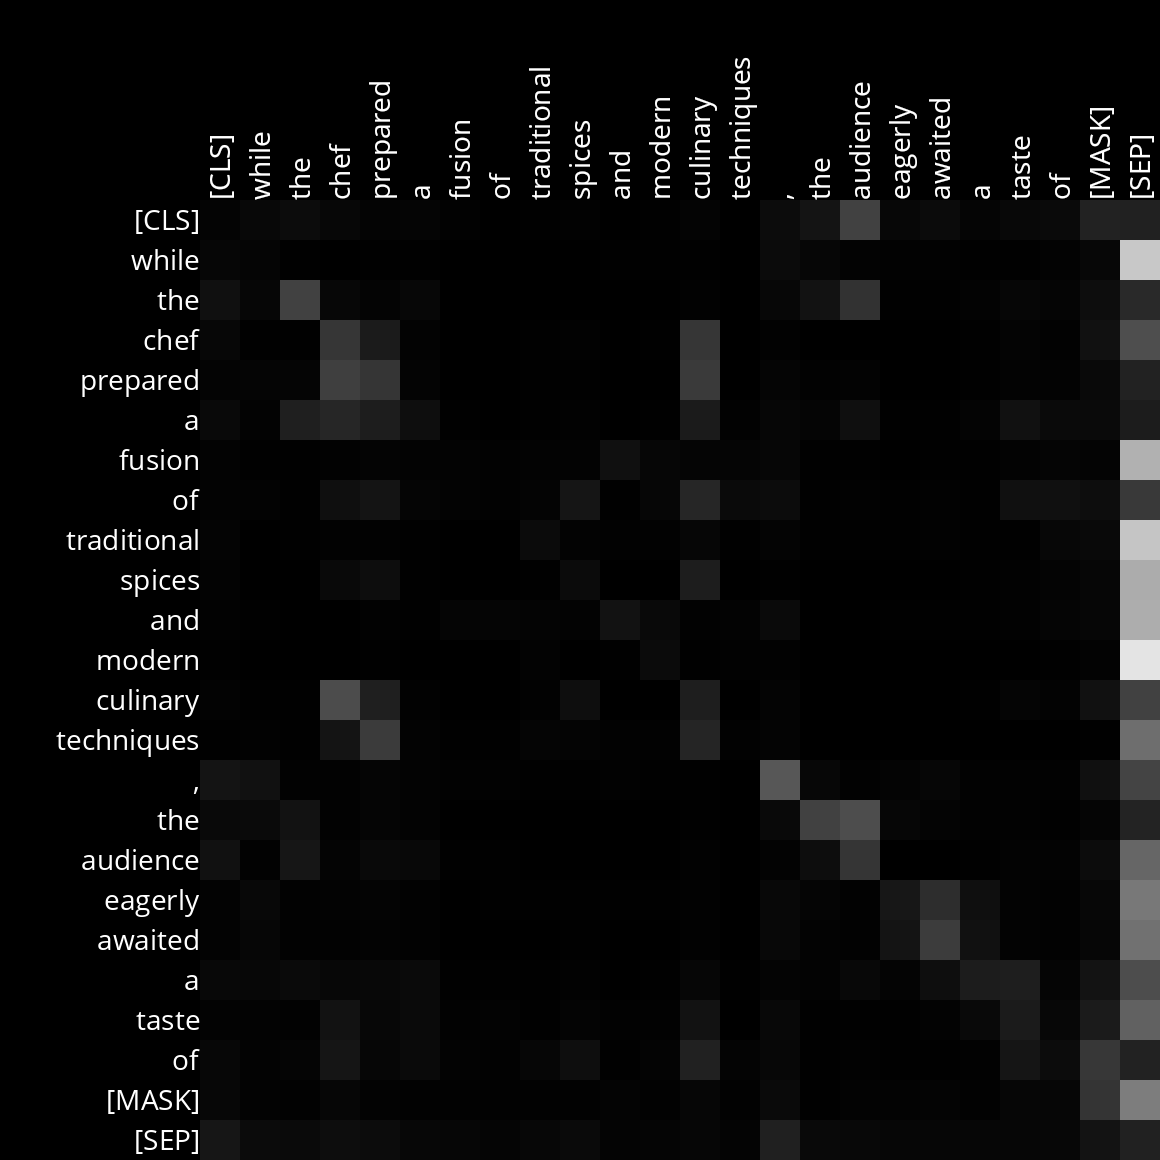 [CLS] while the chef prepared a fusion of traditional spices and modern culinary techniques , the audience eagerly awaited a taste of [MASK] [SEP]
[CLS]
while
the
chef
prepared
a
fusion
of
traditional
spices
and
modern
culinary
techniques
,
the
audience
eagerly
awaited
a
taste
of
[MASK]
[SEP]